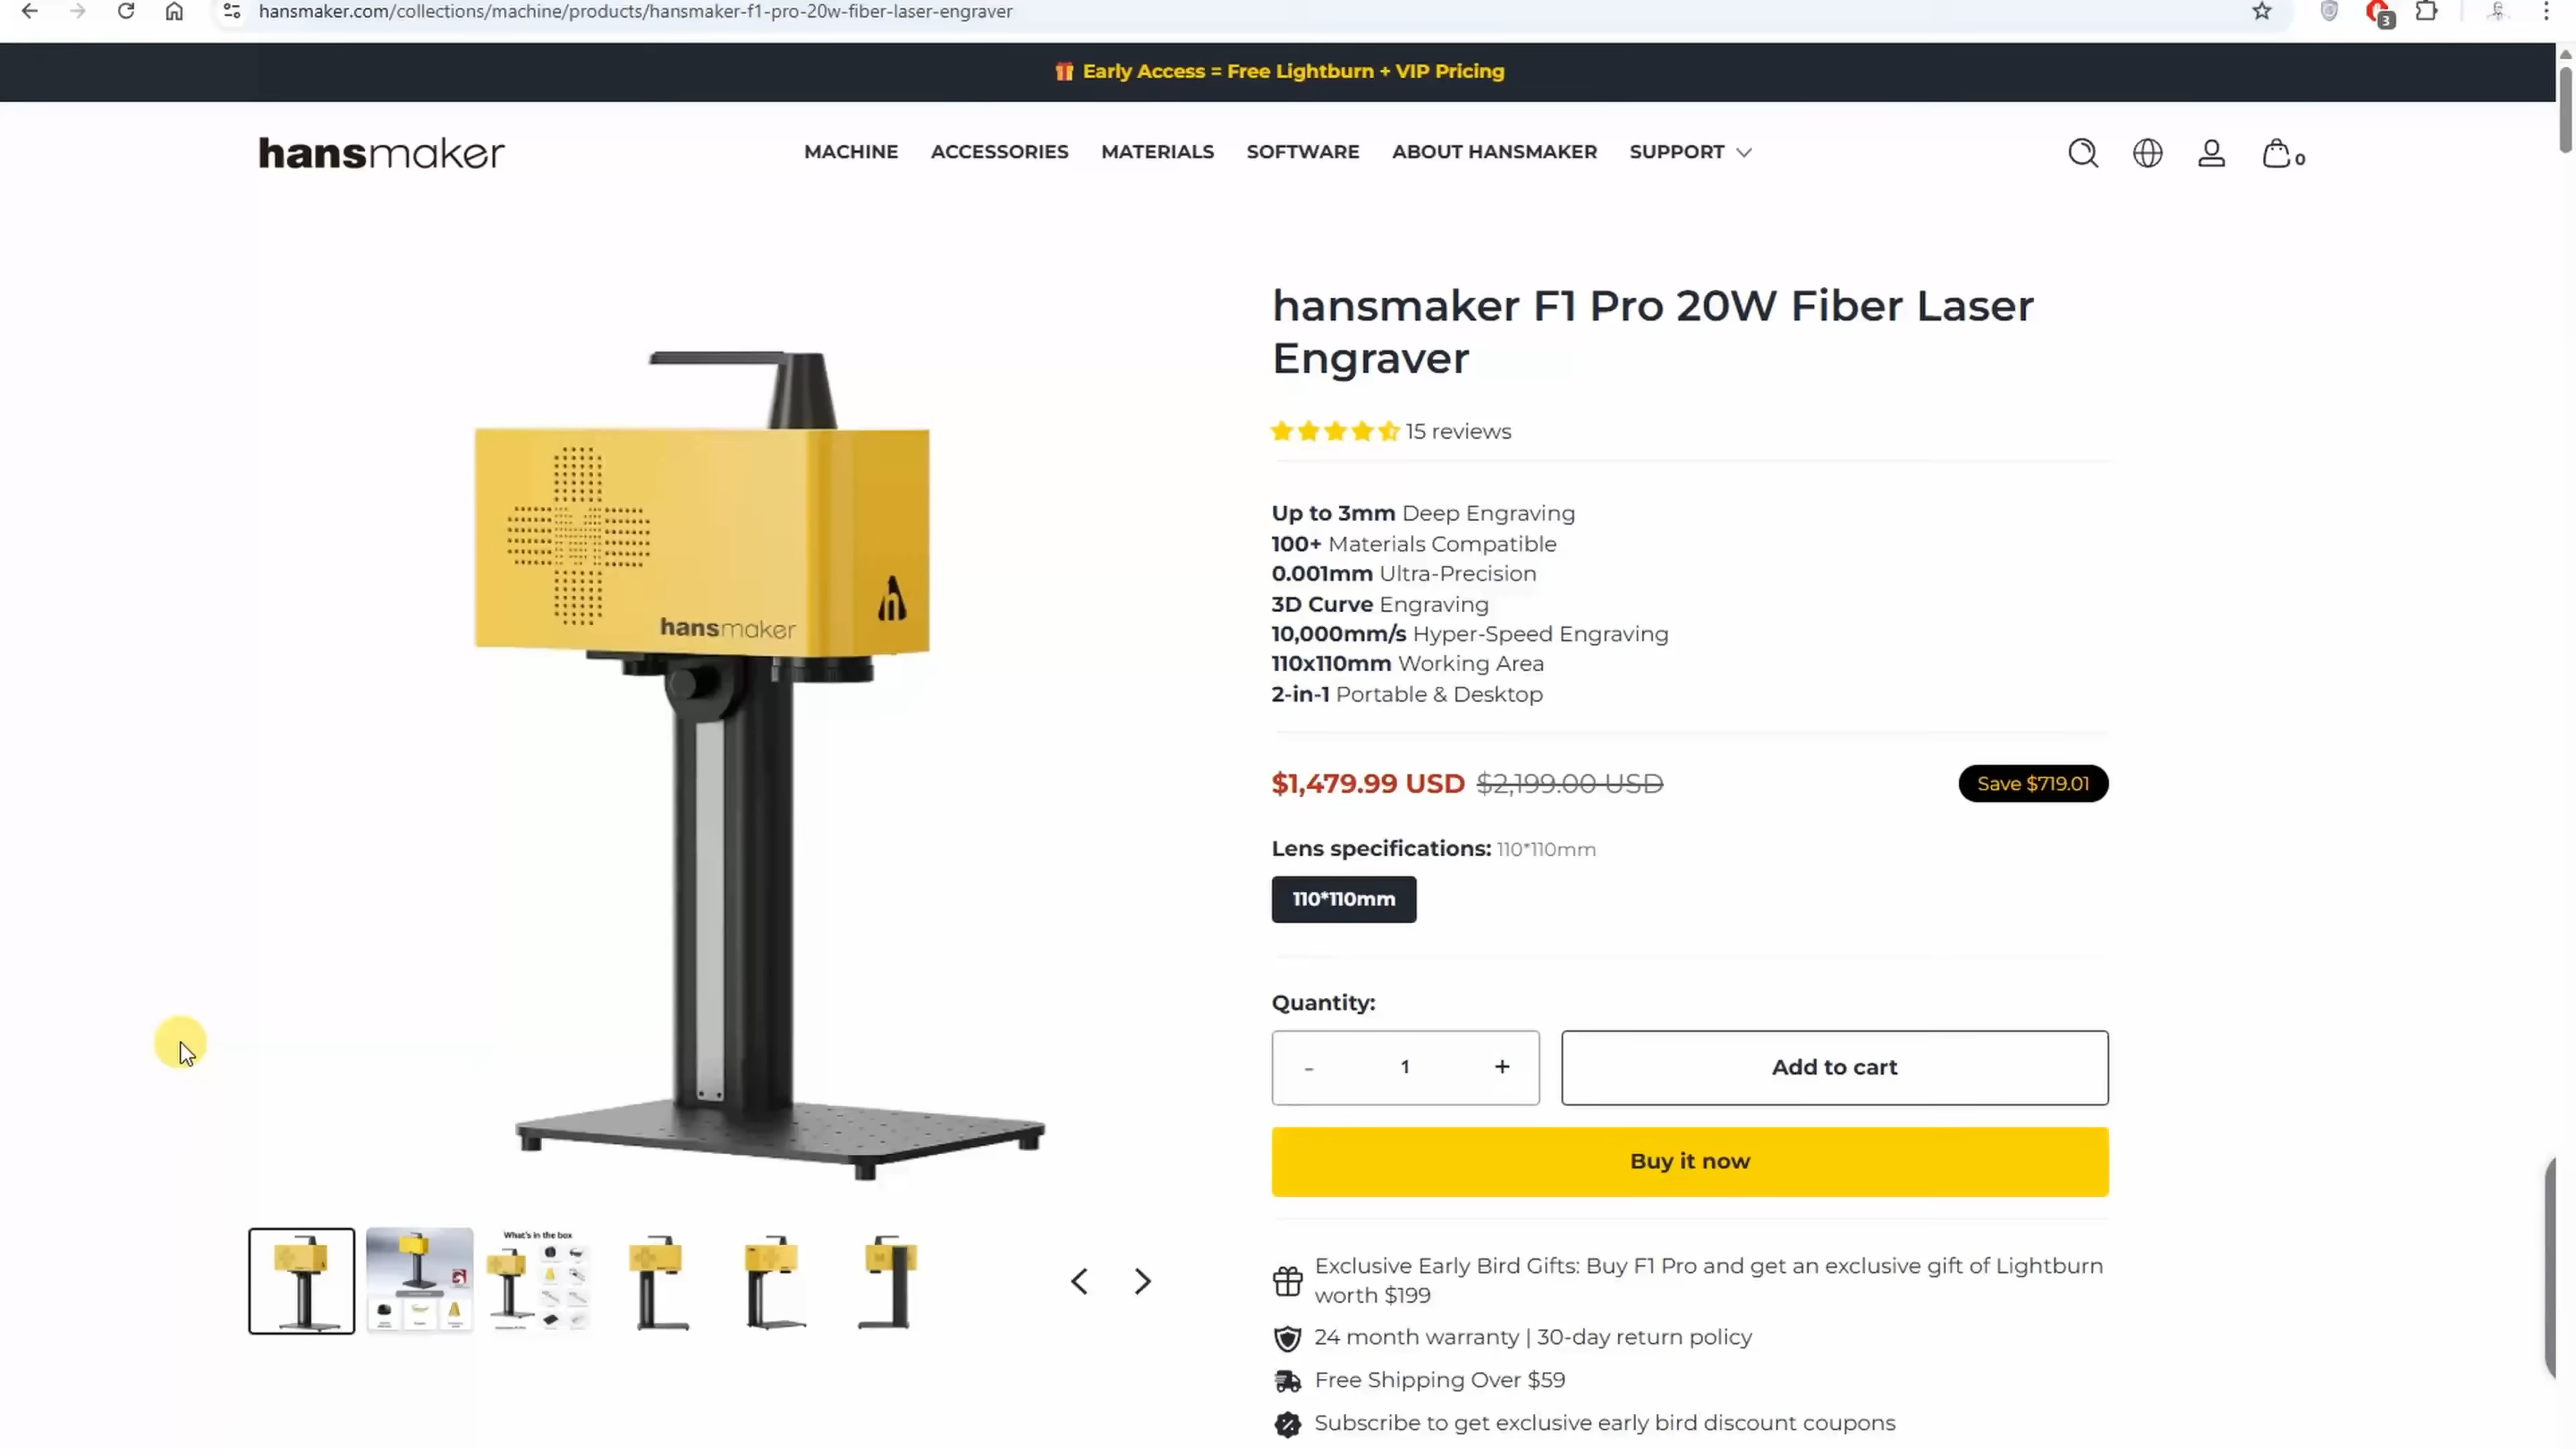 hansmaker.com/collections/machine/products/hansmaker-f1-pro-20w-fiber-laser-engraver
3
🎁 Early Access = Free Lightburn + VIP Pricing
hansmaker
MACHINE ACCESSORIES MATERIALS SOFTWARE ABOUT HANSMAKER SUPPORT
0
hansmaker F1 Pro 20W Fiber Laser
Engraver
15 reviews
Up to 3mm Deep Engraving
100+ Materials Compatible
0.001mm Ultra-Precision
3D Curve Engraving
10,000mm/s Hyper-Speed Engraving
110x110mm Working Area
2-in-1 Portable & Desktop
$1,479.99 USD $2,199.00 USD
Save $719.01
Lens specifications: 110*110mm
110*110mm
Quantity:
- 1 +
Add to cart
Buy it now
Exclusive Early Bird Gifts: Buy F1 Pro and get an exclusive gift of Lightburn
worth $199
24 month warranty | 30-day return policy
Free Shipping Over $59
Subscribe to get exclusive early bird discount coupons
hansmaker
h
What's in the box